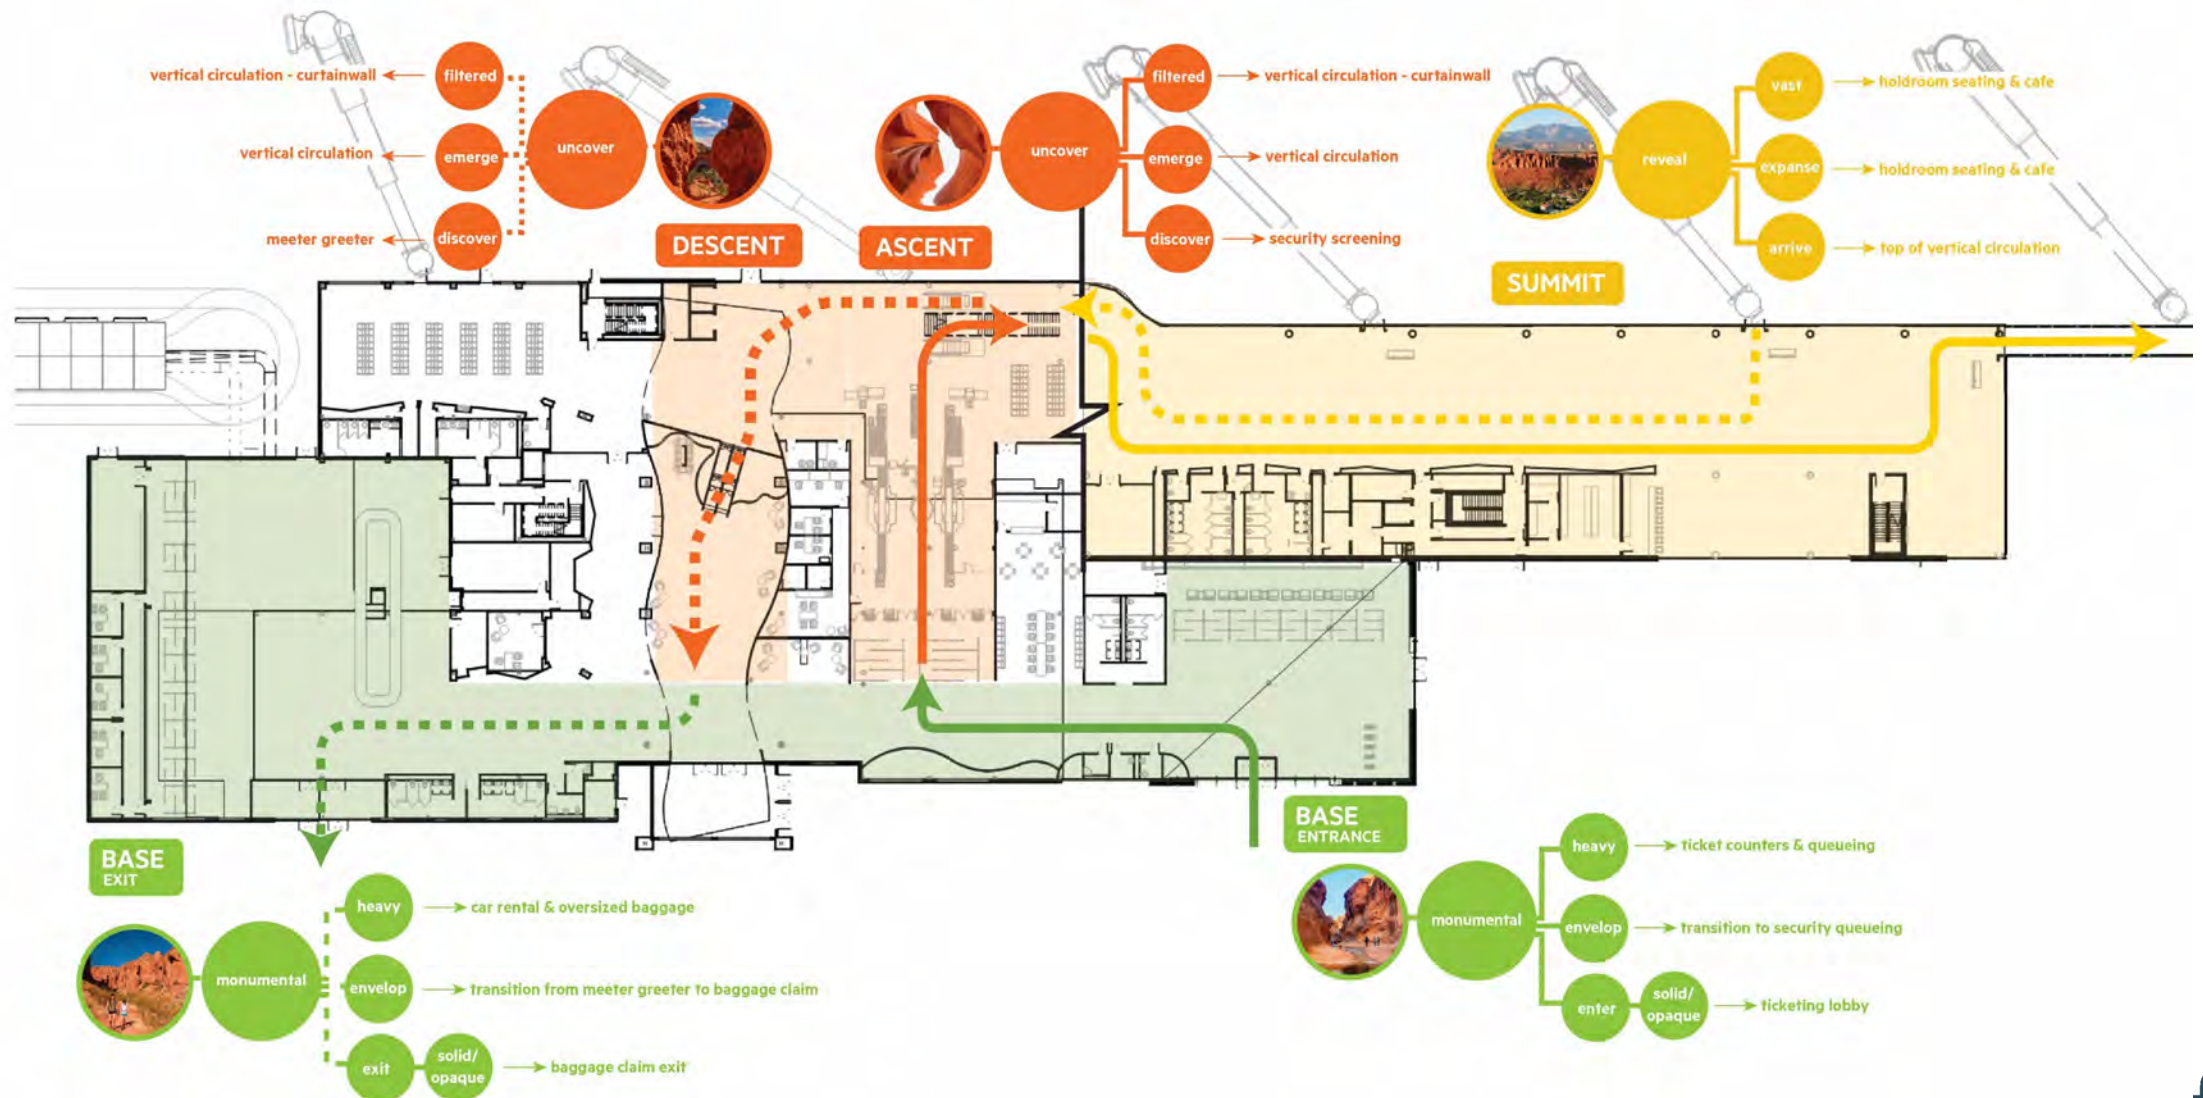 vertical circulation - curtainwall
filtered
vertical circulation
emerge
uncover
meeter greeter
discover
DESCENT
ASCENT
uncover
filtered
vertical circulation - curtainwall
emerge
vertical circulation
discover
security screening
reveal
vast
holdroom seating & cafe
expanse
holdroom seating & cafe
arrive
top of vertical circulation
SUMMIT
BASE
EXIT
monumental
heavy
car rental & oversized baggage
envelop
transition from meeter greeter to baggage claim
exit
solid/
opaque
baggage claim exit
BASE
ENTRANCE
monumental
heavy
ticket counters & queueing
envelop
transition to security queueing
enter
solid/
opaque
ticketing lobby